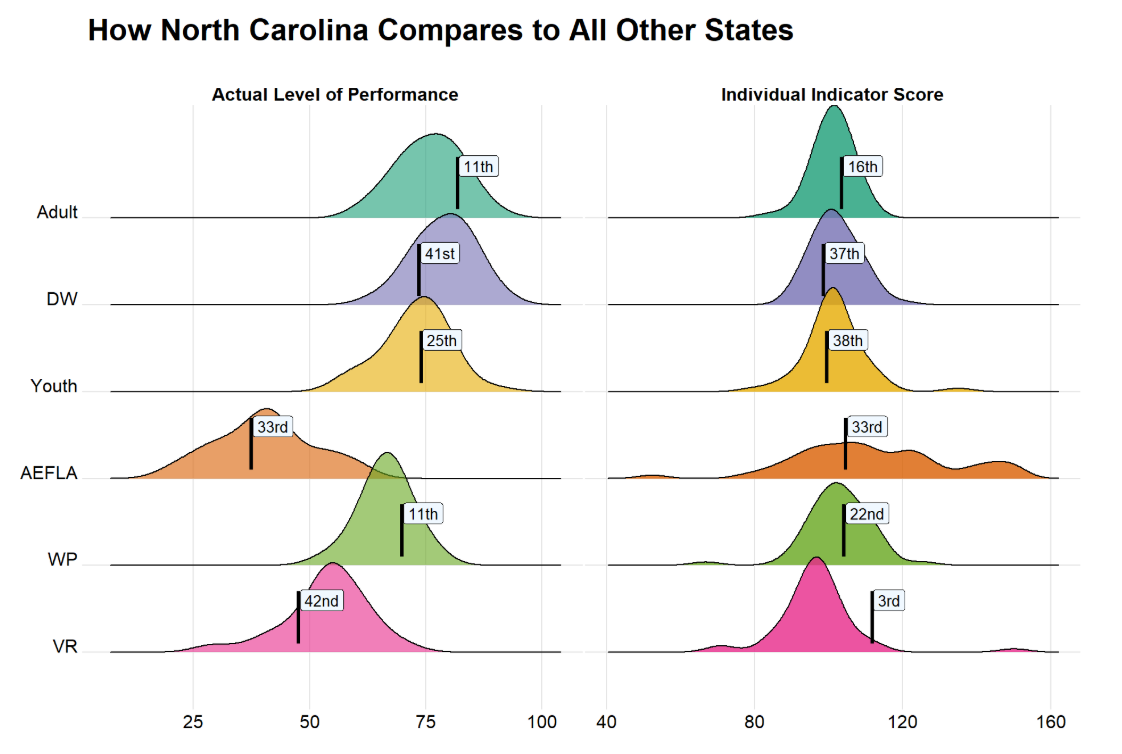 How North Carolina Compares to All Other States
Actual Level of Performance Individual Indicator Score
Adult 11th 16th
DW 41st 37th
Youth 25th 38th
AEFLA 33rd 33rd
WP 11th 22nd
VR 42nd 3rd
25 50 75 100 40 80 120 160